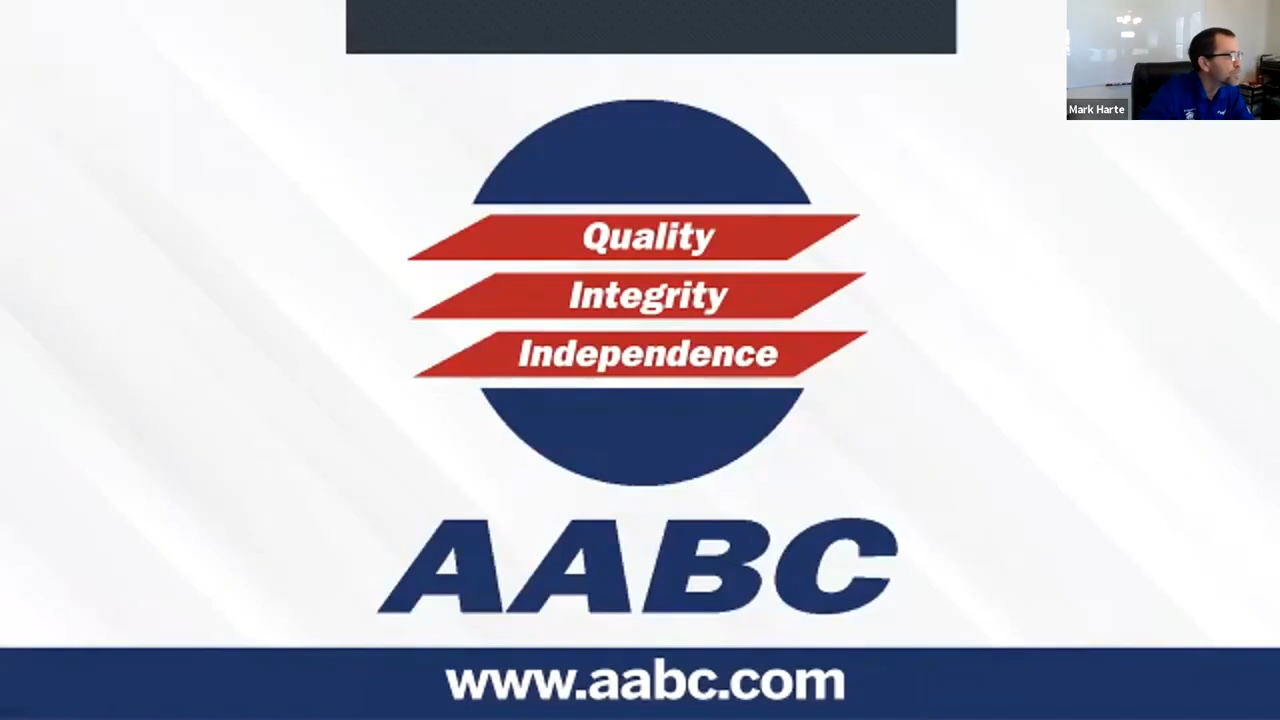 Mark Harte
Quality
Integrity
Independence
AABC
www.aabc.com